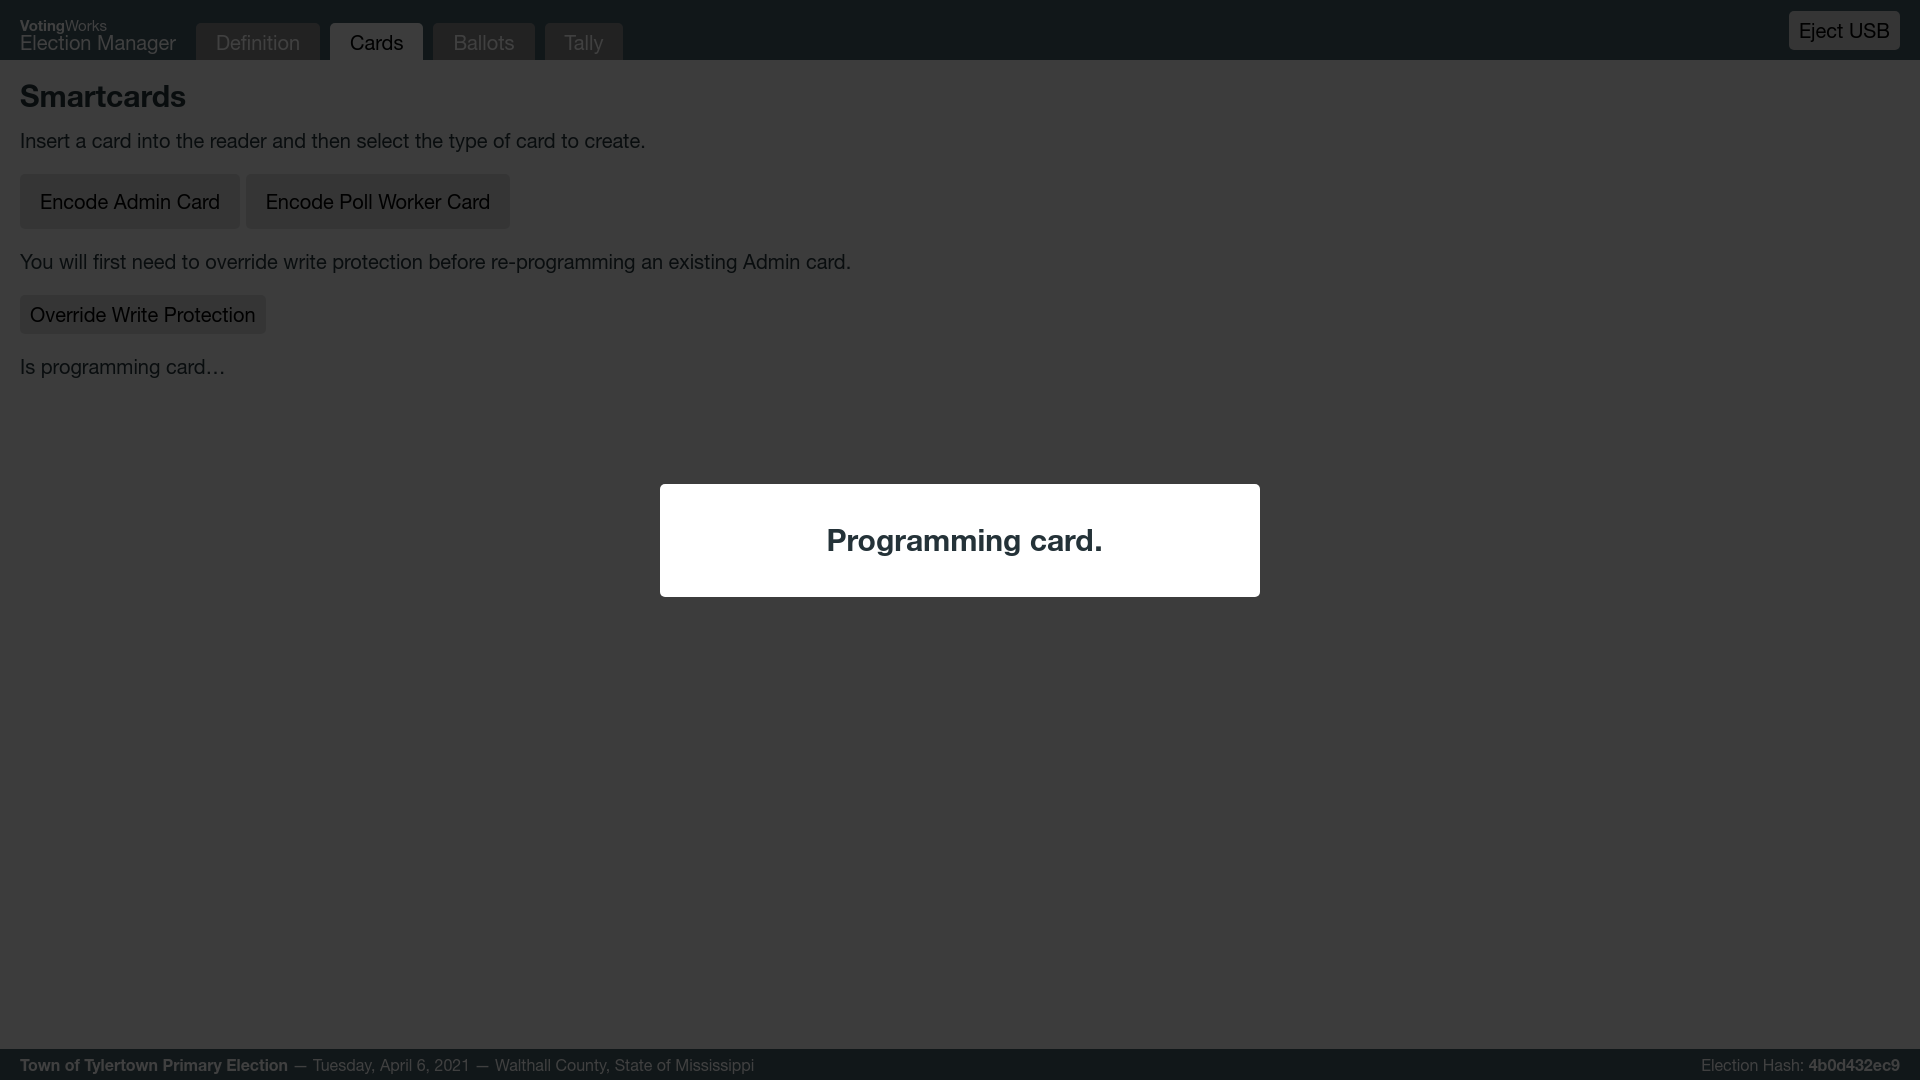 VotingWorks
Election Manager
Definition
Cards
Ballots
Tally
Eject USB
Smartcards
Insert a card into the reader and then select the type of card to create.
Encode Admin Card
Encode Poll Worker Card
You will first need to override write protection before re-programming an existing Admin card.
Override Write Protection
Is programming card…
Programming card.
Town of Tylertown Primary Election — Tuesday, April 6, 2021 — Walthall County, State of Mississippi
Election Hash: 4b0d432ec9